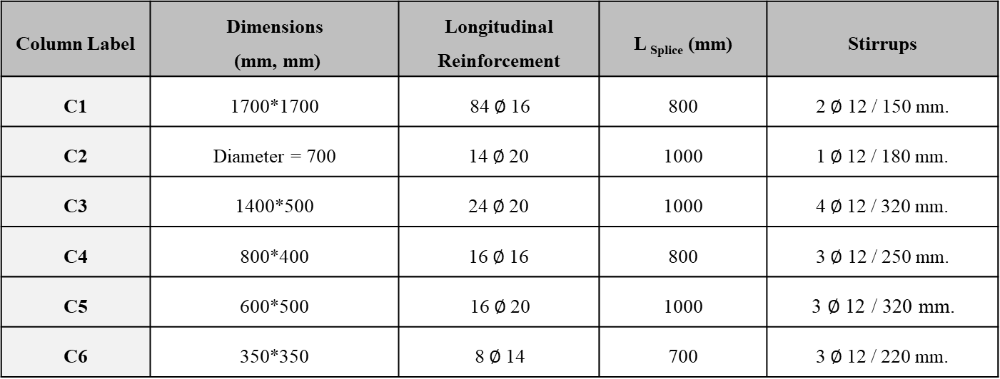 Column Label Dimensions (mm, mm) Longitudinal Reinforcement L Splice (mm) Stirrups
C1 1700*1700 84 Ø 16 800 2 Ø 12 / 150 mm.
C2 Diameter = 700 14 Ø 20 1000 1 Ø 12 / 180 mm.
C3 1400*500 24 Ø 20 1000 4 Ø 12 / 320 mm.
C4 800*400 16 Ø 16 800 3 Ø 12 / 250 mm.
C5 600*500 16 Ø 20 1000 3 Ø 12 / 320 mm.
C6 350*350 8 Ø 14 700 3 Ø 12 / 220 mm.